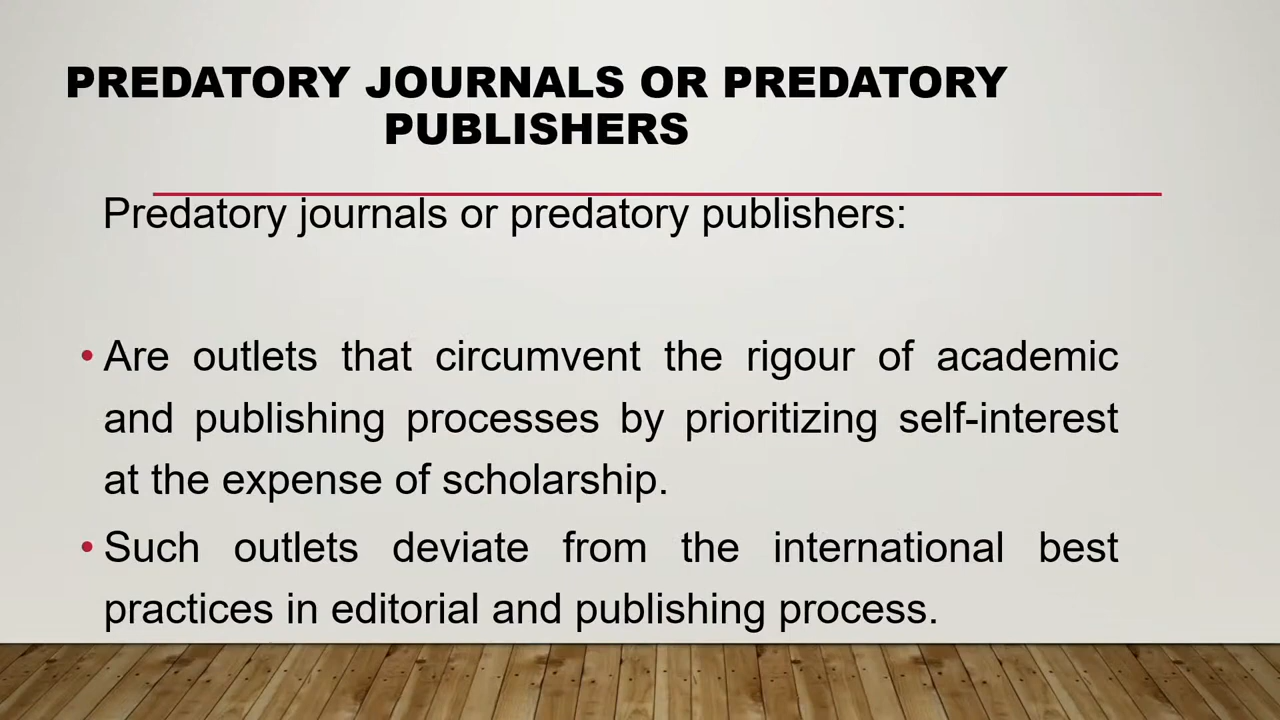 PREDATORY JOURNALS OR PREDATORY
PUBLISHERS
Predatory journals or predatory publishers:
• Are outlets that circumvent the rigour of academic
and publishing processes by prioritizing self-interest
at the expense of scholarship.
• Such outlets deviate from the international best
practices in editorial and publishing process.